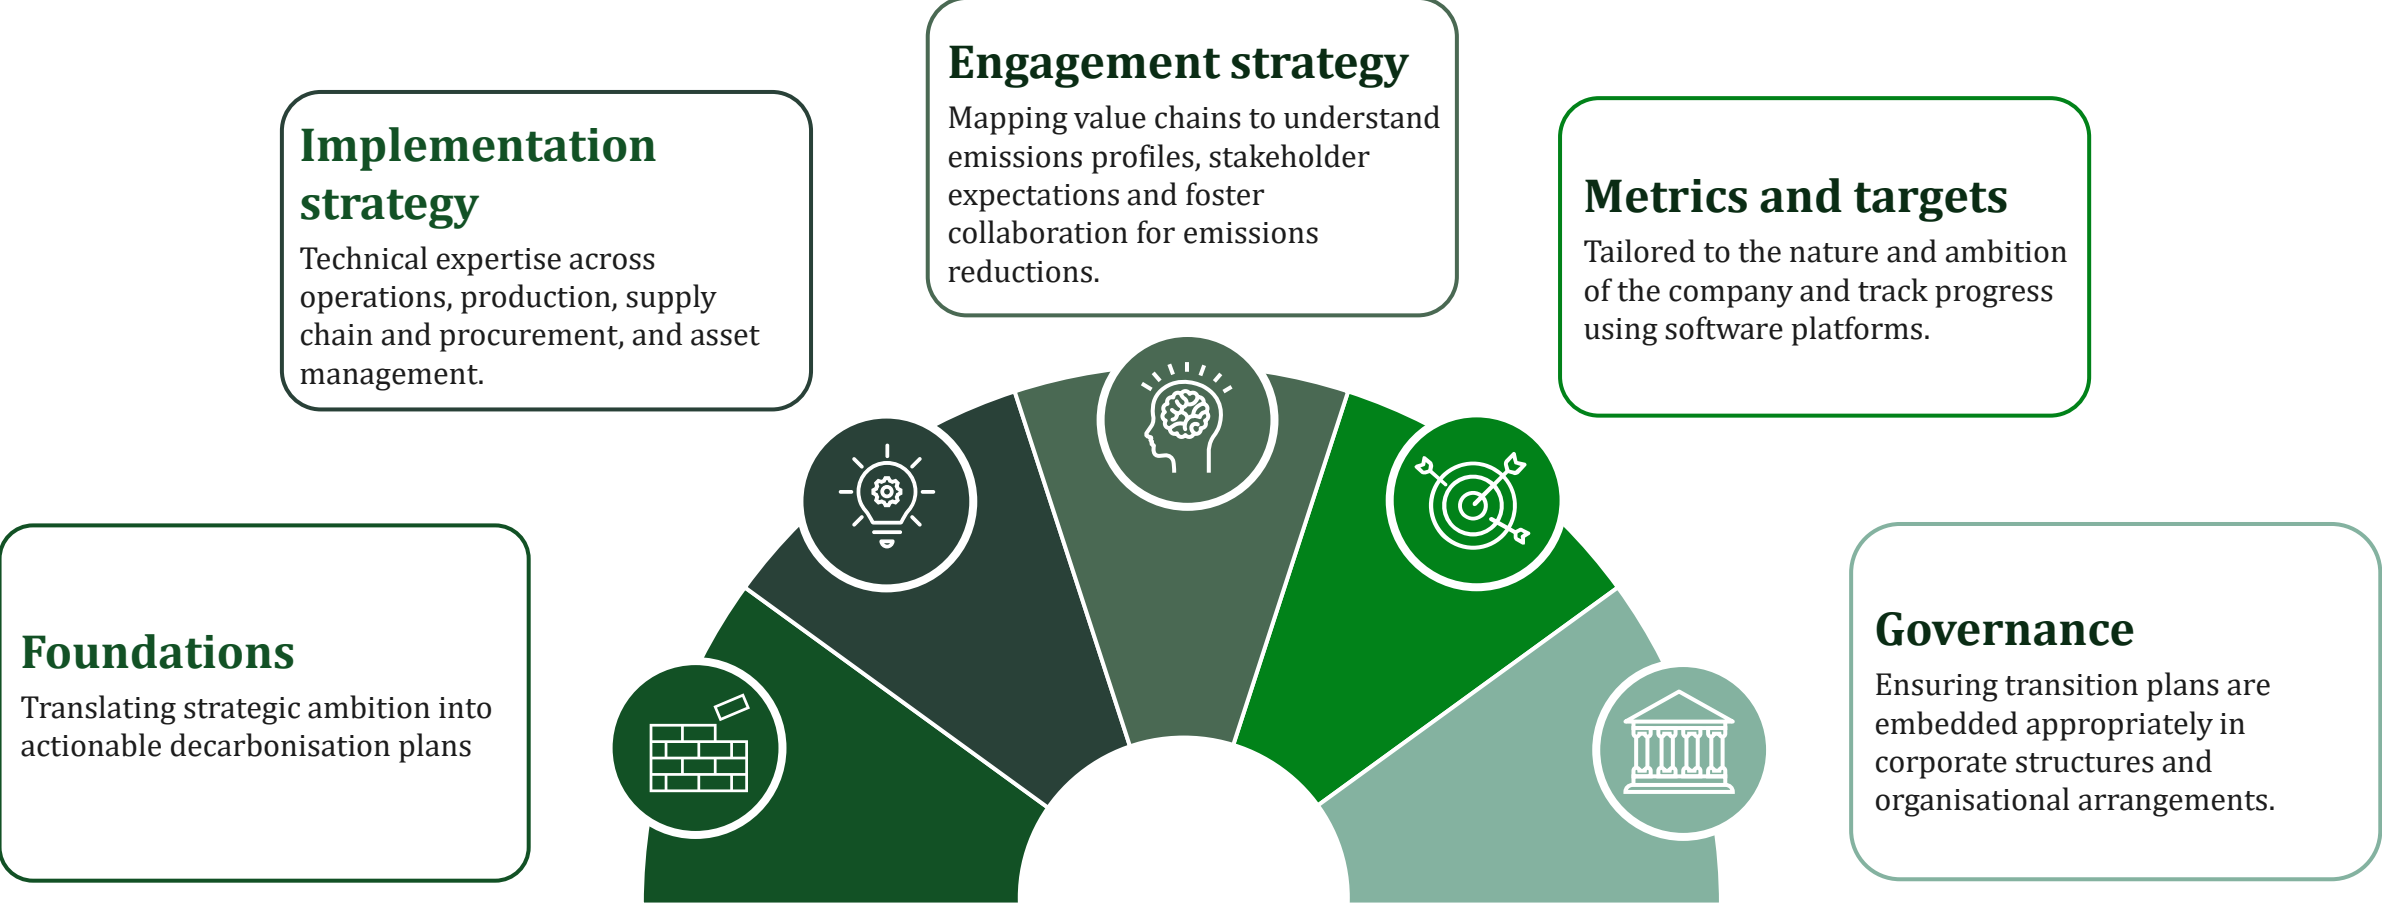 Foundations
Translating strategic ambition into
actionable decarbonisation plans
Implementation
strategy
Technical expertise across
operations, production, supply
chain and procurement, and asset
management.
Engagement strategy
Mapping value chains to understand
emissions profiles, stakeholder
expectations and foster
collaboration for emissions
reductions.
Metrics and targets
Tailored to the nature and ambition
of the company and track progress
using software platforms.
Governance
Ensuring transition plans are
embedded appropriately in
corporate structures and
organisational arrangements.